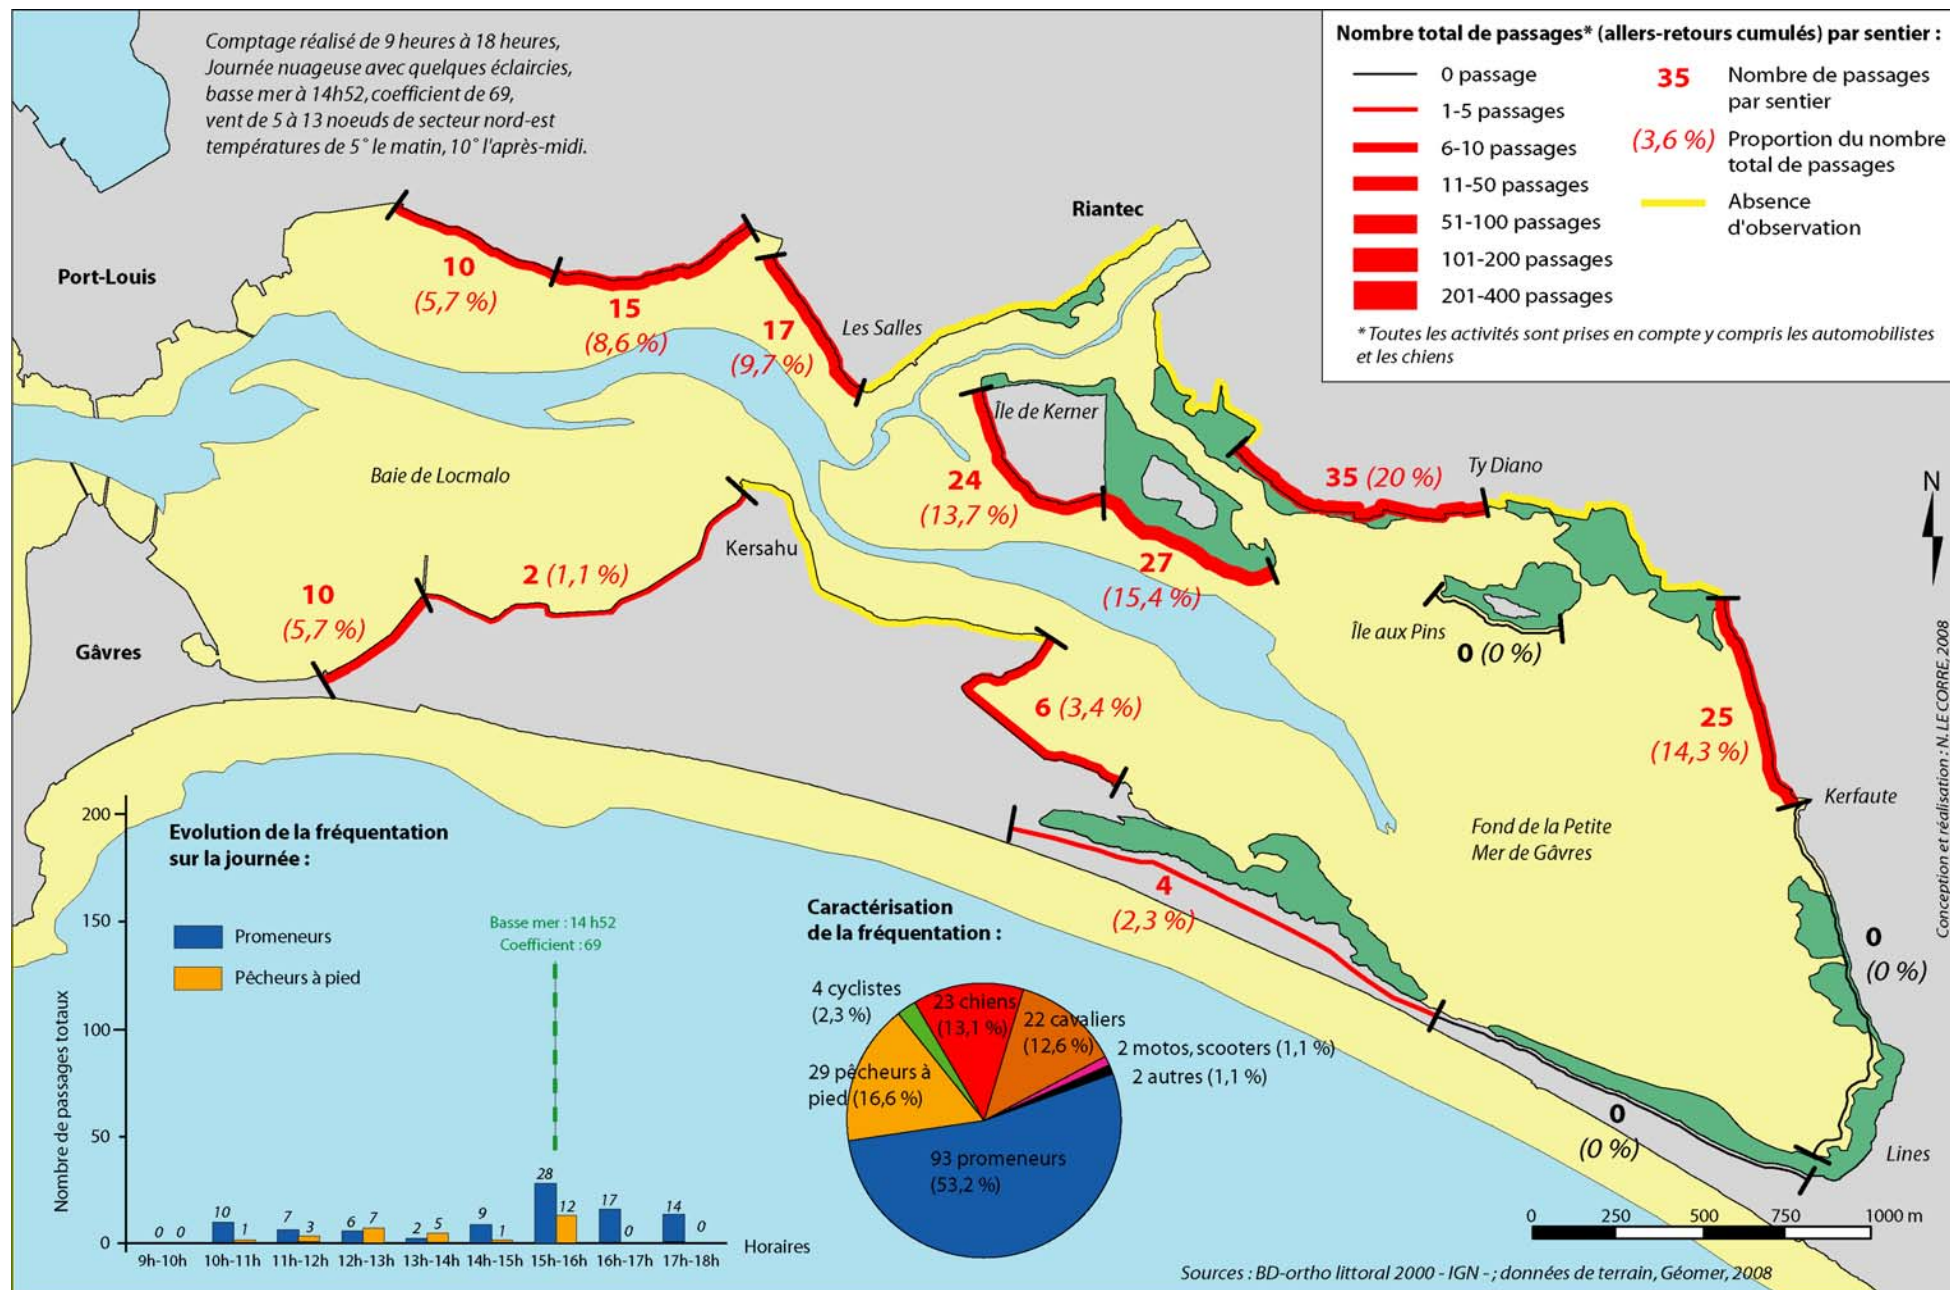 Comptage réalisé de 9 heures à 18 heures,
Journée nuageuse avec quelques éclaircies,
basse mer à 14h52, coefficient de 69,
vent de 5 à 13 noeuds de secteur nord-est
températures de 5° le matin, 10° l'après-midi.
Nombre total de passages* (allers-retours cumulés) par sentier :
0 passage
1-5 passages
6-10 passages
11-50 passages
51-100 passages
101-200 passages
201-400 passages
35
Nombre de passages
par sentier
(3,6 %)
Proportion du nombre
total de passages
Absence
d'observation
*Toutes les activités sont prises en compte y compris les automobilistes
et les chiens
Riantec
Port-Louis
10
(5,7 %)
15
(8,6 %)
17
(9,7 %)
Les Salles
Île de Kerner
24
(13,7 %)
35 (20 %)
Ty Diano
N
Baie de Locmalo
Kersahu
2 (1,1 %)
10
(5,7 %)
Gâvres
27
(15,4 %)
Île aux Pins
0 (0 %)
6 (3,4 %)
25
(14,3 %)
Kerfaute
Fond de la Petite
Mer de Gâvres
4
(2,3 %)
0
(0 %)
0
(0 %)
Lines
Conception et réalisation : N. LE CORRE, 2008
Evolution de la fréquentation
sur la journée :
Promeneurs
Pêcheurs à pied
Basse mer : 14 h52
Coefficient : 69
Nombre de passages totaux
200
150
100
50
0
0 0 10 1 7 3 6 7 2 5 9 1 28 12 17 0 14 0
9h-10h 10h-11h 11h-12h 12h-13h 13h-14h 14h-15h 15h-16h 16h-17h 17h-18h
Horaires
Caractérisation
de la fréquentation :
4 cyclistes
(2,3 %)
23 chiens
(13,1 %)
22 cavaliers
(12,6 %)
2 motos, scooters (1,1 %)
2 autres (1,1 %)
29 pêcheurs à
pied (16,6 %)
93 promeneurs
(53,2 %)
0 250 500 750 1000 m
Sources : BD-ortho littoral 2000 - IGN - ; données de terrain, Géomer, 2008